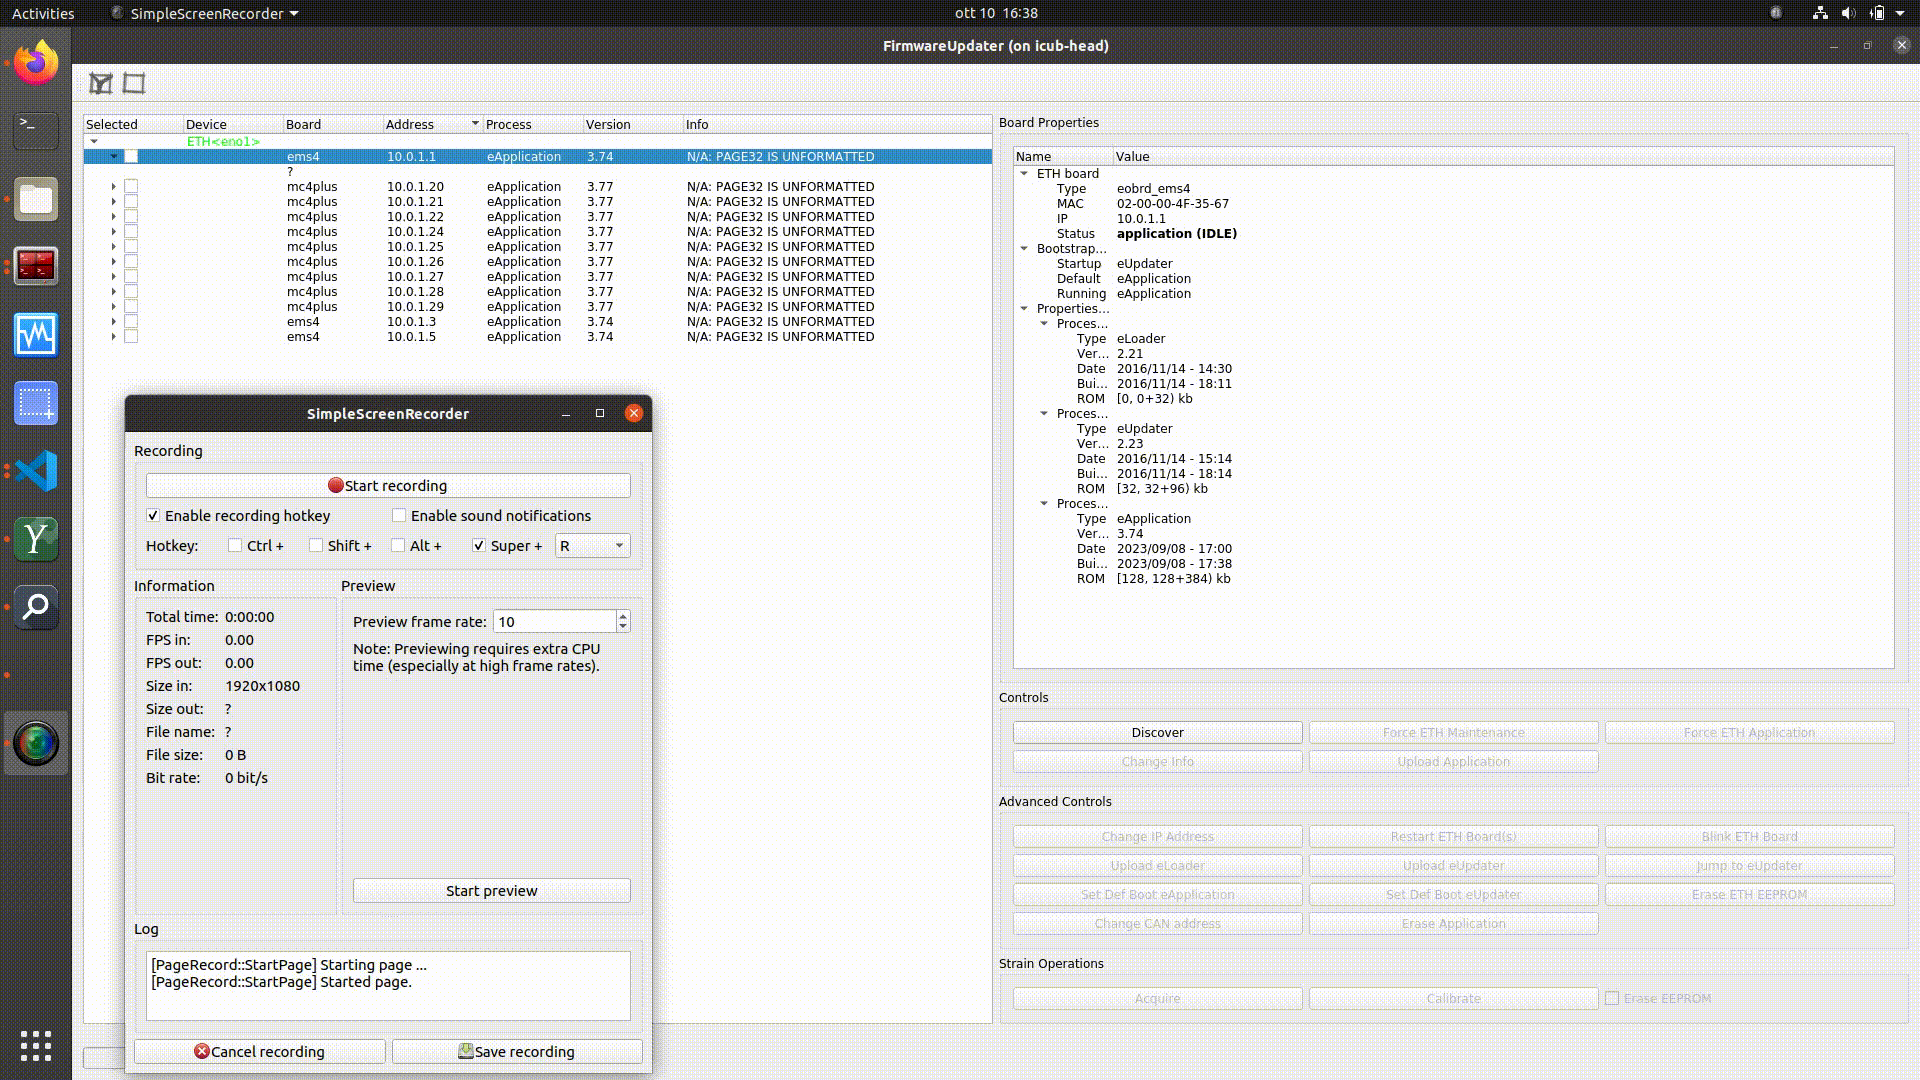 Activities SimpleScreenRecorder ott 10 16:38
FirmwareUpdater (on icub-head)
Selected Device Board Address Process Version Info
ETH<eno1>
ems4 10.0.1.1 eApplication 3.74 N/A: PAGE32 IS UNFORMATTED
?
mc4plus 10.0.1.20 eApplication 3.77 N/A: PAGE32 IS UNFORMATTED
mc4plus 10.0.1.21 eApplication 3.77 N/A: PAGE32 IS UNFORMATTED
mc4plus 10.0.1.22 eApplication 3.77 N/A: PAGE32 IS UNFORMATTED
mc4plus 10.0.1.24 eApplication 3.77 N/A: PAGE32 IS UNFORMATTED
mc4plus 10.0.1.25 eApplication 3.77 N/A: PAGE32 IS UNFORMATTED
mc4plus 10.0.1.26 eApplication 3.77 N/A: PAGE32 IS UNFORMATTED
mc4plus 10.0.1.27 eApplication 3.77 N/A: PAGE32 IS UNFORMATTED
mc4plus 10.0.1.28 eApplication 3.77 N/A: PAGE32 IS UNFORMATTED
mc4plus 10.0.1.29 eApplication 3.77 N/A: PAGE32 IS UNFORMATTED
ems4 10.0.1.3 eApplication 3.74 N/A: PAGE32 IS UNFORMATTED
ems4 10.0.1.5 eApplication 3.74 N/A: PAGE32 IS UNFORMATTED
SimpleScreenRecorder
Recording
Start recording
Enable recording hotkey Enable sound notifications
Hotkey: Ctrl + Shift + Alt + Super + R
Information
Total time: 0:00:00
FPS in: 0.00
FPS out: 0.00
Size in: 1920x1080
Size out: ?
File name: ?
File size: 0 B
Bit rate: 0 bit/s
Preview
Preview frame rate: 10
Note: Previewing requires extra CPU
time (especially at high frame rates).
Start preview
Log
[PageRecord::StartPage] Starting page ...
[PageRecord::StartPage] Started page.
Cancel recording Save recording
Board Properties
Name Value
ETH board
Type eobrd_ems4
MAC 02-00-00-4F-35-67
IP 10.0.1.1
Status application (IDLE)
Bootstrap...
Startup eUpdater
Default eApplication
Running eApplication
Properties...
Proces...
Type eLoader
Ver... 2.21
Date 2016/11/14 - 14:30
Bui... 2016/11/14 - 18:11
ROM [0, 0+32) kb
Proces...
Type eUpdater
Ver... 2.23
Date 2016/11/14 - 15:14
Bui... 2016/11/14 - 18:14
ROM [32, 32+96) kb
Proces...
Type eApplication
Ver... 3.74
Date 2023/09/08 - 17:00
Bui... 2023/09/08 - 17:38
ROM [128, 128+384) kb
Controls
Discover Force ETH Maintenance Force ETH Application
Change Info Upload Application
Advanced Controls
Change IP Address Restart ETH Board(s) Blink ETH Board
Upload eLoader Upload eUpdater Jump to eUpdater
Set Def Boot eApplication Set Def Boot eUpdater Erase ETH EEPROM
Change CAN address Erase Application
Strain Operations
Acquire Calibrate Erase EEPROM